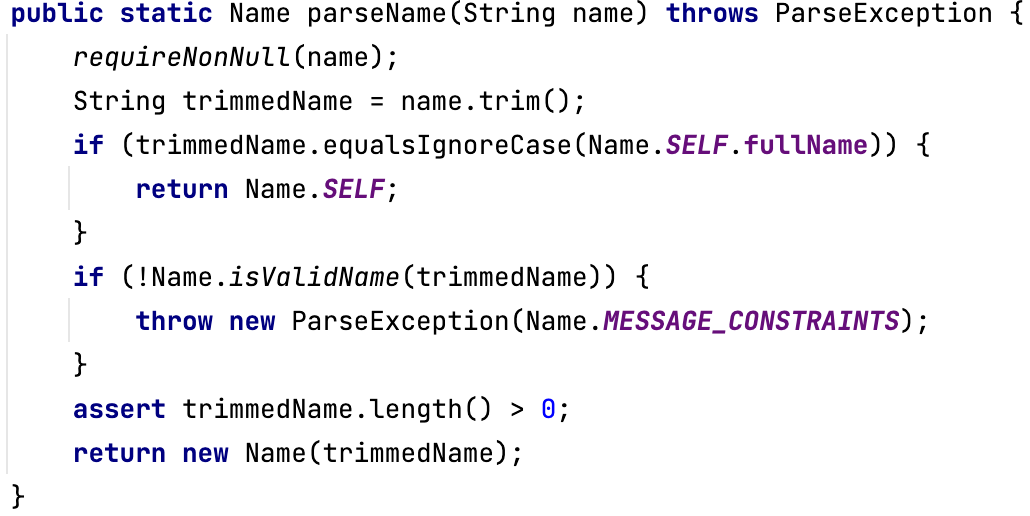 public static Name parseName(String name) throws ParseException {
    requireNonNull(name);
    String trimmedName = name.trim();
    if (trimmedName.equalsIgnoreCase(Name.SELF.fullName)) {
        return Name.SELF;
    }
    if (!Name.isValidName(trimmedName)) {
        throw new ParseException(Name.MESSAGE_CONSTRAINTS);
    }
    assert trimmedName.length() > 0;
    return new Name(trimmedName);
}